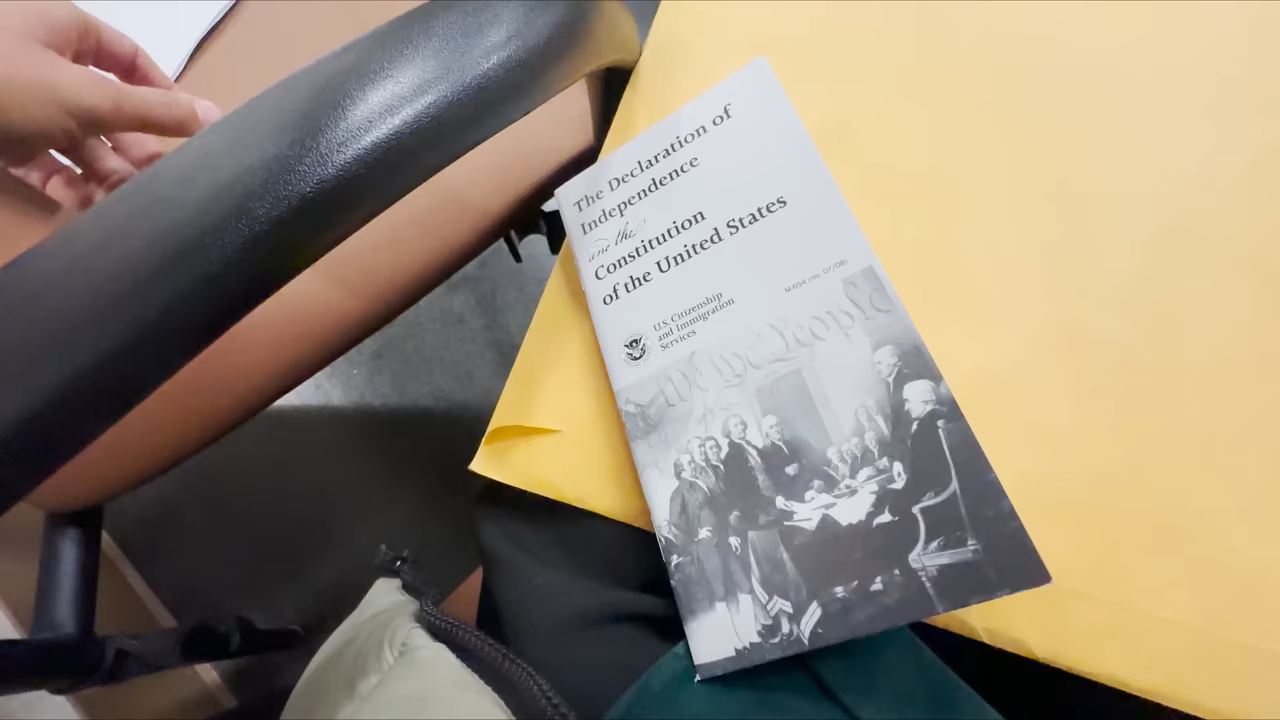 The Declaration of
Independence
and the
Constitution
of the United States
M-654 (rev. 07/08)
U.S. Citizenship
and Immigration
Services
We the People